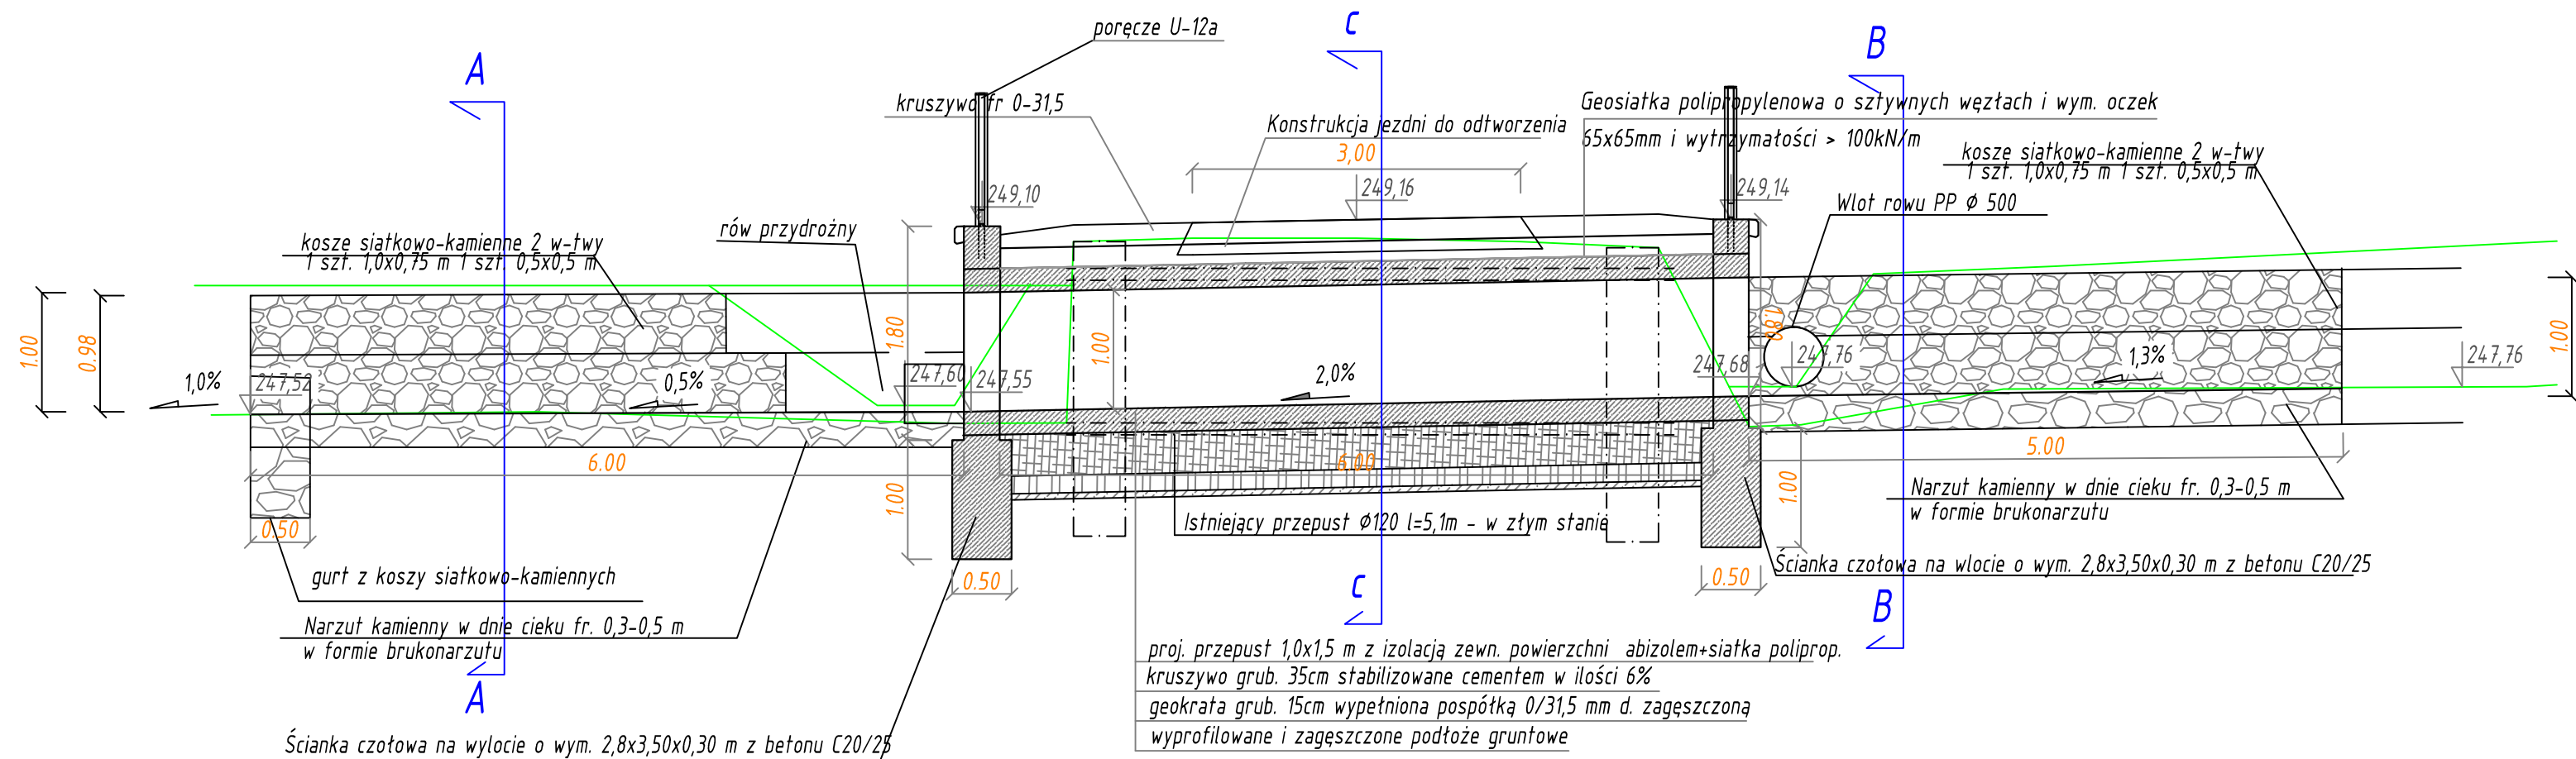 poręcze U-12a
C
B
A
kruszywo fr 0-31,5
Konstrukcja jezdni do odtworzenia
Geosiatka polipropylenowa o sztywnych węzłach i wym. oczek
65x65mm i wytrzymałości > 100kN/m
3,00
kosze siatkowo-kamienne 2 w-twy
1 szt. 1,0x0,75 m 1 szt. 0,5x0,5 m
249,10
249,16
249,14
Wlot rowu PP Ø 500
rów przydrożny
kosze siatkowo-kamienne 2 w-twy
1 szt. 1,0x0,75 m 1 szt. 0,5x0,5 m
1.00
0.98
1.80
1.00
1.80
1.00
1,0%
247,52
0,5%
247,60
247,55
2,0%
247,68
247,76
1,3%
247,76
6.00
6.00
5.00
1.00
1.00
0.50
Istniejący przepust Ø120 l=5,1m - w złym stanie
Narzut kamienny w dnie cieku fr. 0,3-0,5 m
w formie brukonarzutu
gurt z koszy siatkowo-kamiennych
0.50
0.50
Ścianka czołowa na wlocie o wym. 2,8x3,50x0,30 m z betonu C20/25
C
B
Narzut kamienny w dnie cieku fr. 0,3-0,5 m
w formie brukonarzutu
A
proj. przepust 1,0x1,5 m z izolacją zewn. powierzchni abizolem+siatka poliprop.
kruszywo grub. 35cm stabilizowane cementem w ilości 6%
geokrata grub. 15cm wypełniona pospółką 0/31,5 mm d. zagęszczoną
wyprofilowane i zagęszczone podłoże gruntowe
Ścianka czołowa na wylocie o wym. 2,8x3,50x0,30 m z betonu C20/25